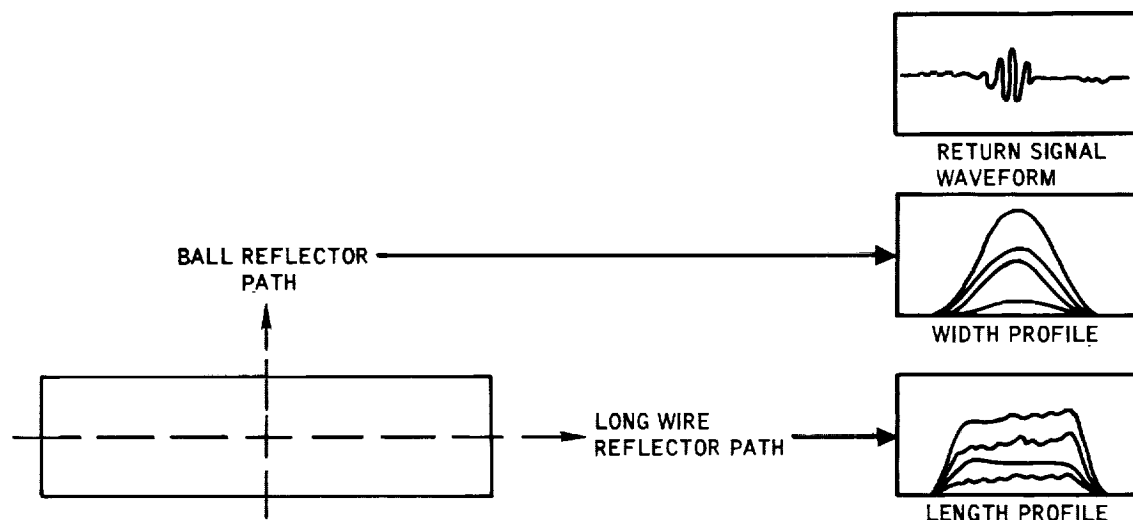 RETURN SIGNAL
WAVEFORM
BALL REFLECTOR
PATH
WIDTH PROFILE
LONG WIRE
REFLECTOR PATH
LENGTH PROFILE